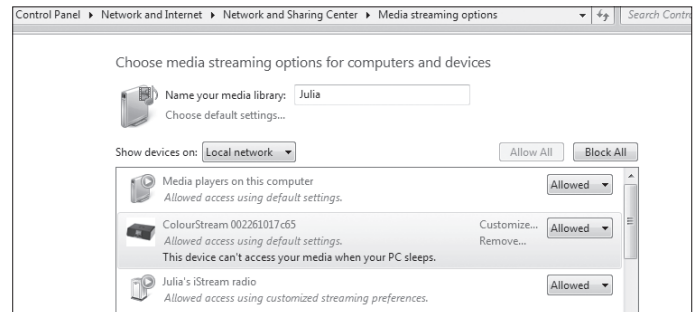 Control Panel ▸ Network and Internet ▸ Network and Sharing Center ▸ Media streaming options Search Contr
Choose media streaming options for computers and devices
Name your media library: Julia
Choose default settings...
Show devices on: Local network Allow All Block All
Media players on this computer Allowed
Allowed access using default settings.
ColourStream 002261017c65 Customize... Allowed
Allowed access using default settings. Remove...
This device can't access your media when your PC sleeps.
Julia's iStream radio Allowed
Allowed access using customized streaming preferences.